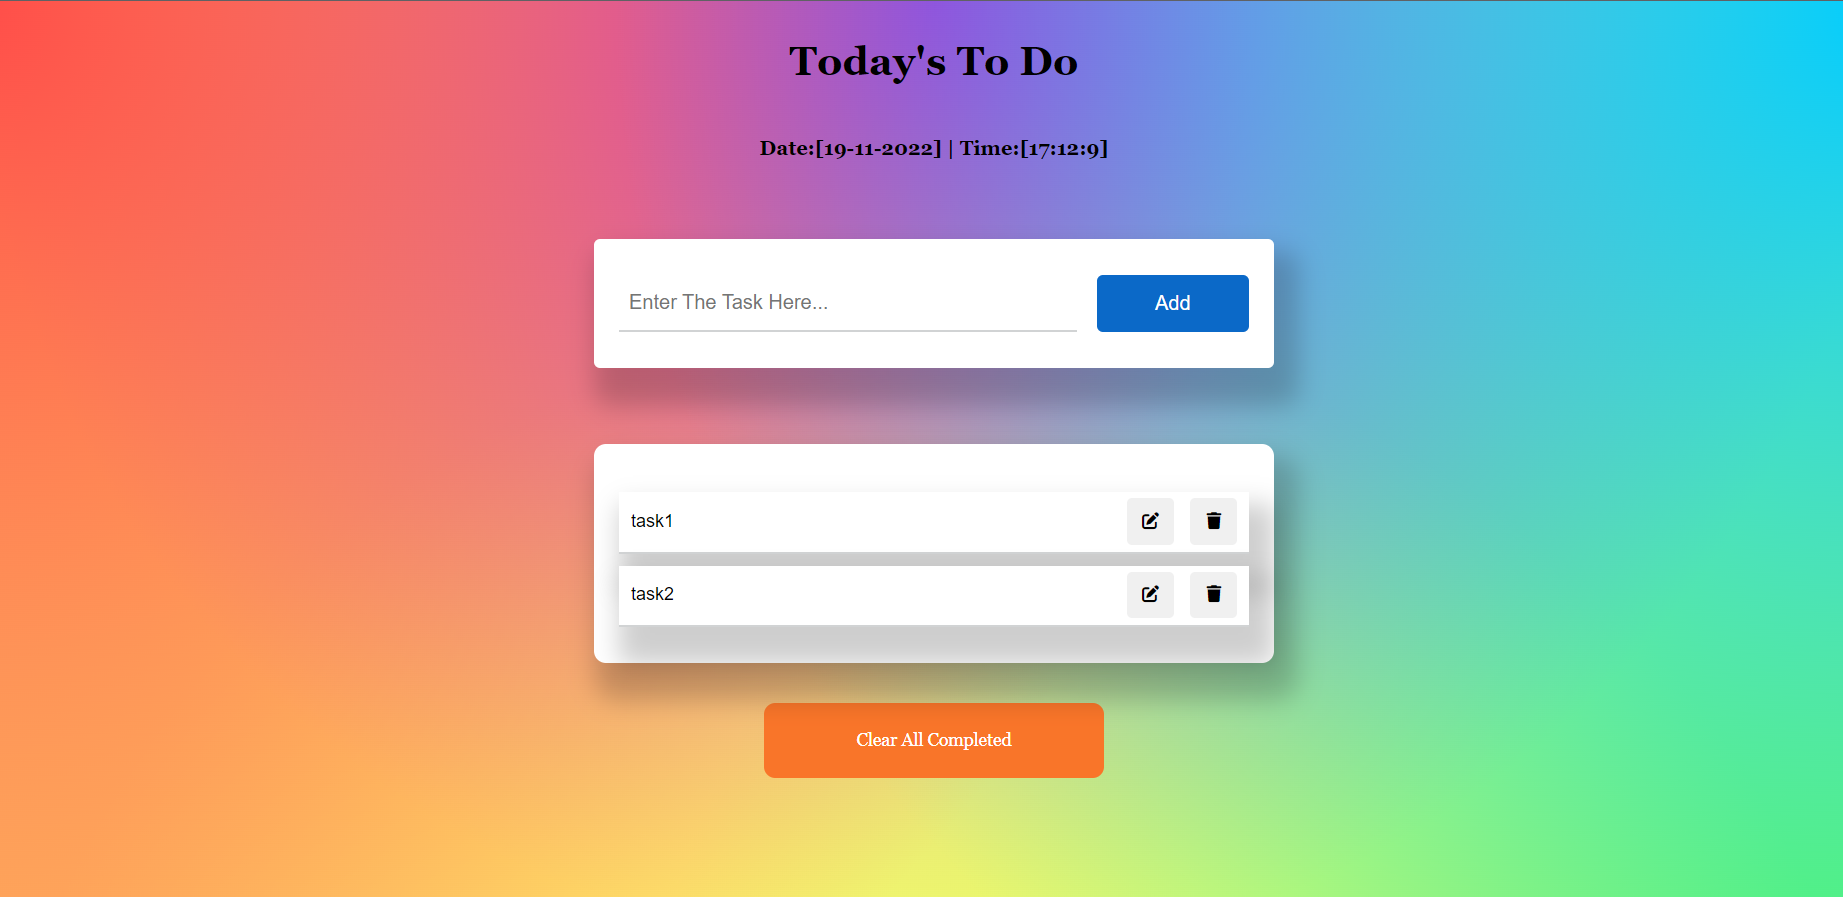 Today's To Do
Date:[19-11-2022] | Time:[17:12:9]
Enter The Task Here...
Add
task1
task2
Clear All Completed